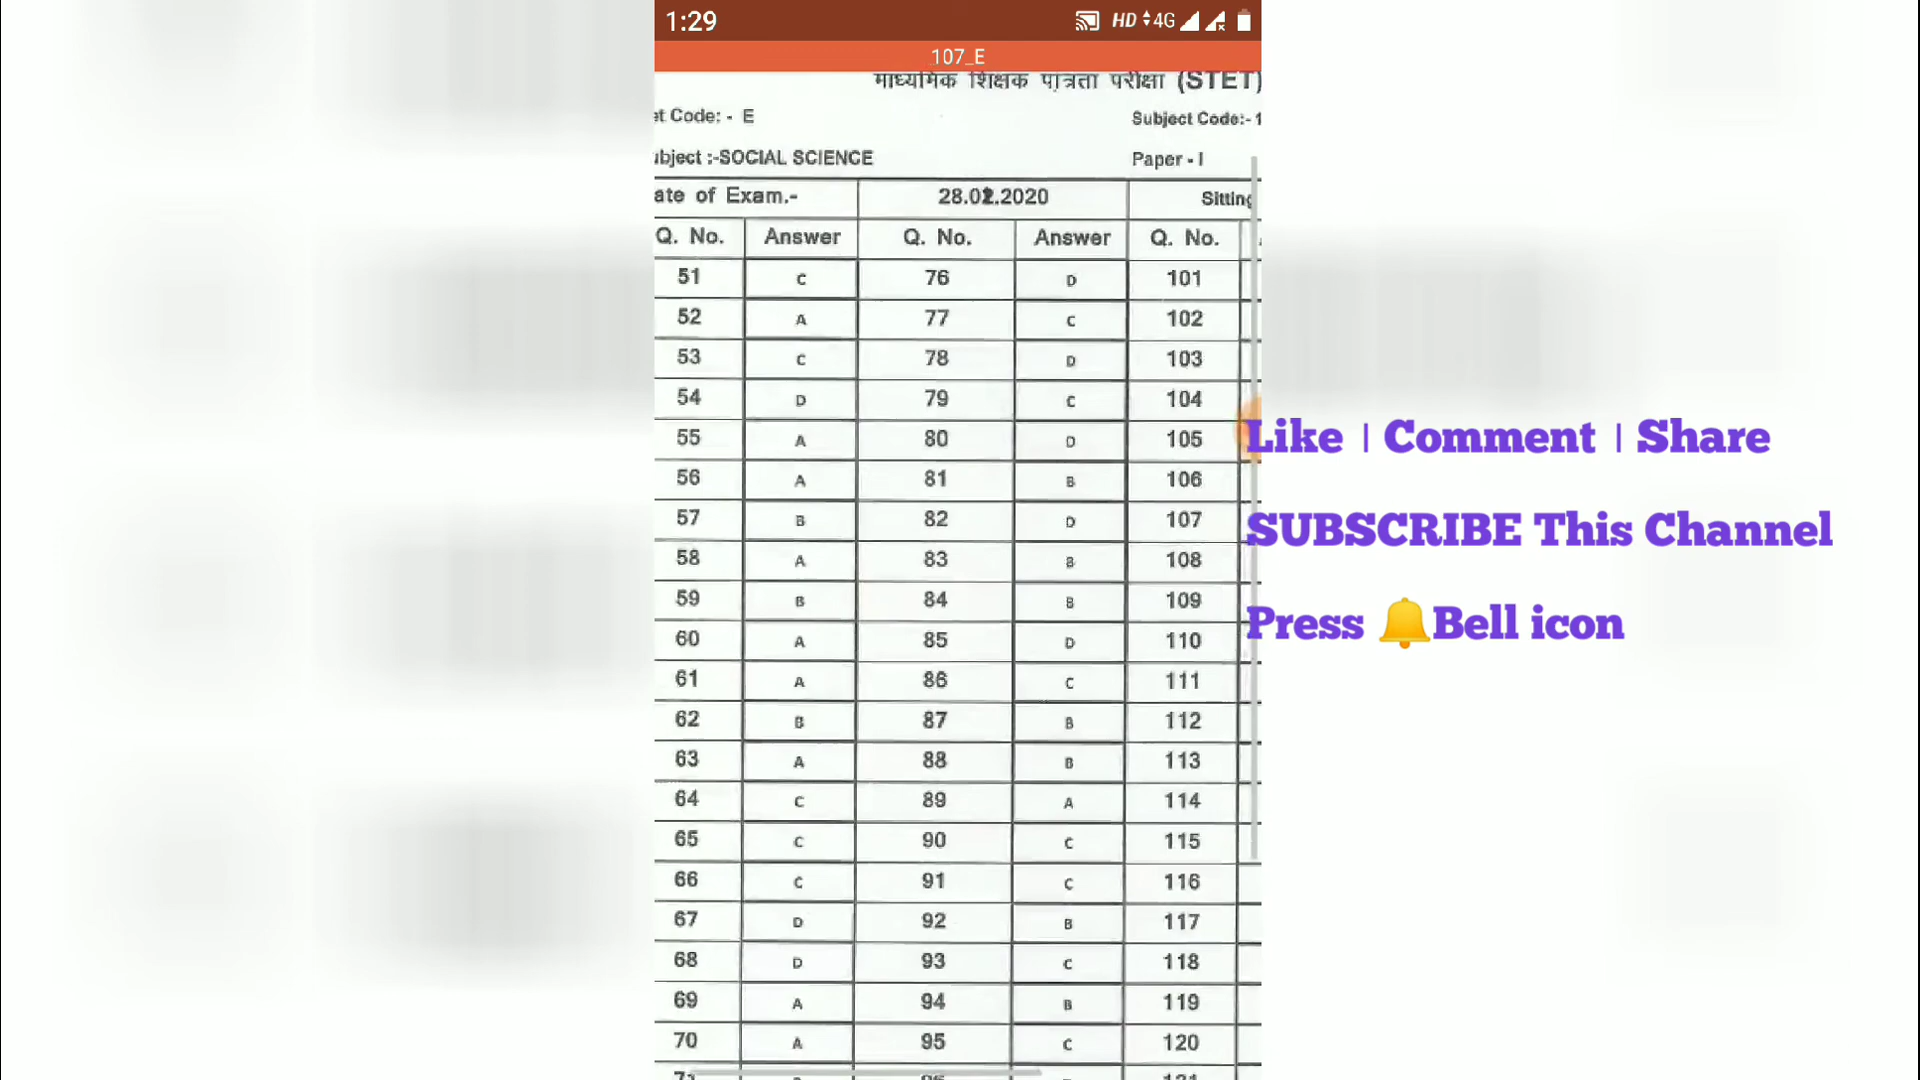 1:29 HD 4G
107_E
माध्यमिक शिक्षक पात्रता परीक्षा (STET)
et Code: - E Subject Code:- 1
ubject :-SOCIAL SCIENCE Paper - I
ate of Exam.- 28.02.2020 Sitting
Q. No. Answer Q. No. Answer Q. No.
51 C 76 D 101
52 A 77 C 102
53 C 78 D 103
54 D 79 C 104
55 A 80 D 105
56 A 81 B 106
57 B 82 D 107
58 A 83 B 108
59 B 84 B 109
60 A 85 D 110
61 A 86 C 111
62 B 87 B 112
63 A 88 B 113
64 C 89 A 114
65 C 90 C 115
66 C 91 C 116
67 D 92 B 117
68 D 93 C 118
69 A 94 B 119
70 A 95 C 120
Like | Comment | Share
SUBSCRIBE This Channel
Press 🔔Bell icon